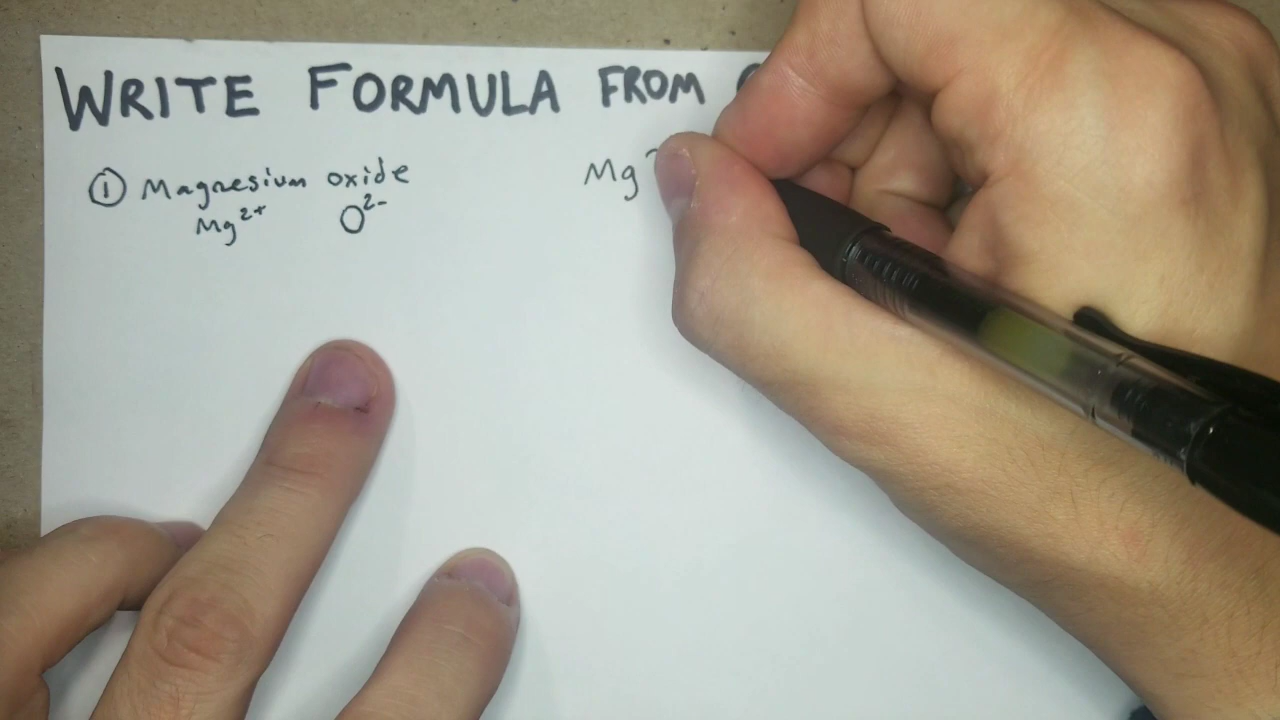 WRITE FORMULA FROM
① Magnesium oxide
Mg²⁺ O²⁻
Mg